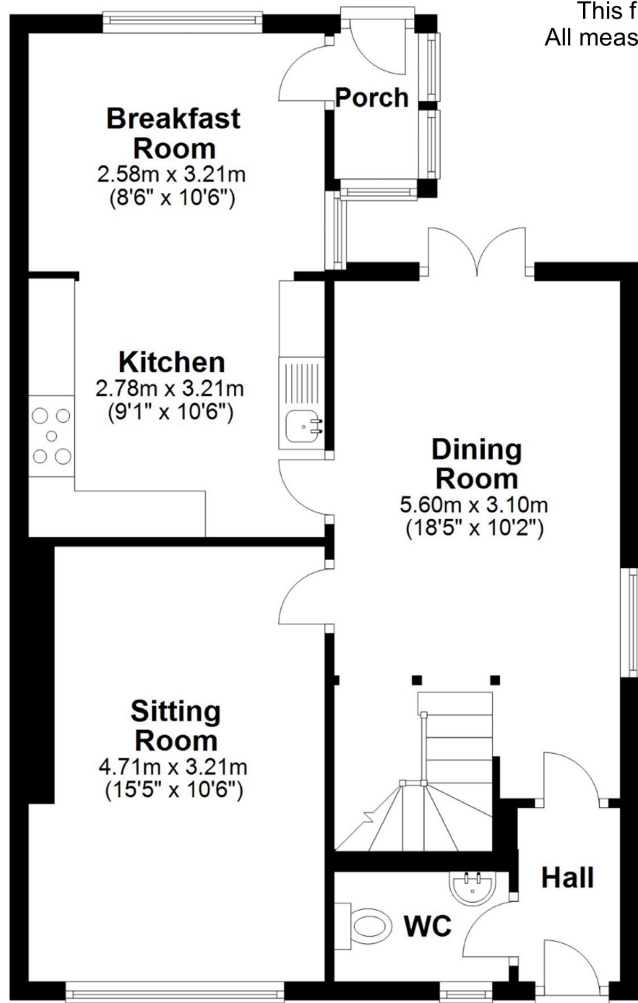 This f
All meas
Porch
Breakfast
Room
2.58m x 3.21m
(8'6" x 10'6")
Kitchen
2.78m x 3.21m
(9'1" x 10'6")
Dining
Room
5.60m x 3.10m
(18'5" x 10'2")
Sitting
Room
4.71m x 3.21m
(15'5" x 10'6")
Hall
WC